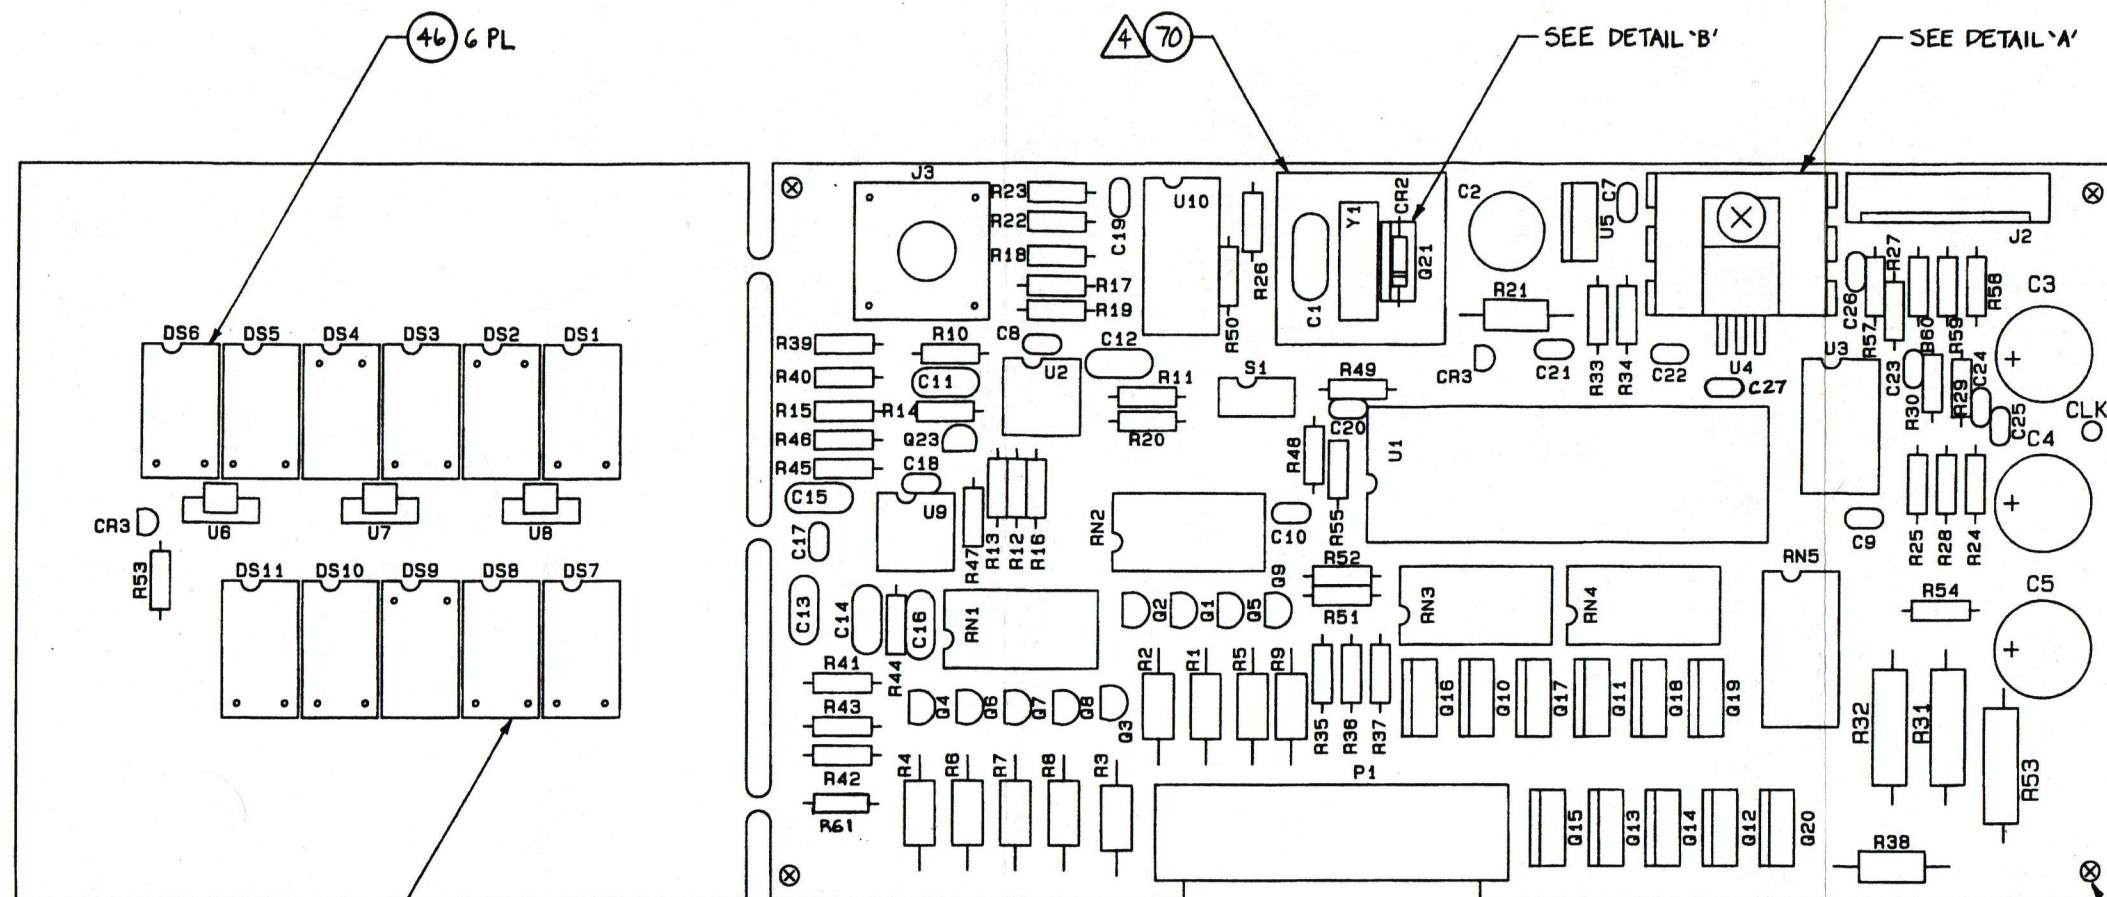 46 6 PL
4 70
SEE DETAIL 'B'
SEE DETAIL 'A'
J3
R23
R22
R18
R17
R19
C19
U10
R26
R50
C1
Y1
CR2
Q21
C2
U5
C7
R21
J2
R27
C26
R57
R60
R59
R58
C3
DS6 DS5 DS4 DS3 DS2 DS1
R39
R10
C8
C12
U2
R40
C11
R11
S1
R49
CR3
C21
R33
R34
C22
U4
C27
U3
C23
R30
R29
C24
C25
CLK
R15
R14
R20
C20
R46
Q23
R45
C18
C15
U9
R48
R55
U1
C4
U6 U7 U8
CR3
R53
C17
R47
R13
R12
R16
RN2
C10
C9
R25
R28
R24
DS11 DS10 DS9 DS8 DS7
R52
RN5
C13
C14
R44
C16
RN1
Q2
Q1
Q5
Q9
R51
RN3
RN4
R54
C5
R41
R43
R42
R61
Q4
Q6
Q7
Q8
Q3
R2
R1
R5
R9
R35
R36
R37
Q16
Q10
Q17
Q11
Q18
Q19
R32
R31
R53
R4
R6
R7
R8
R3
P1
Q15
Q13
Q14
Q12
Q20
R38